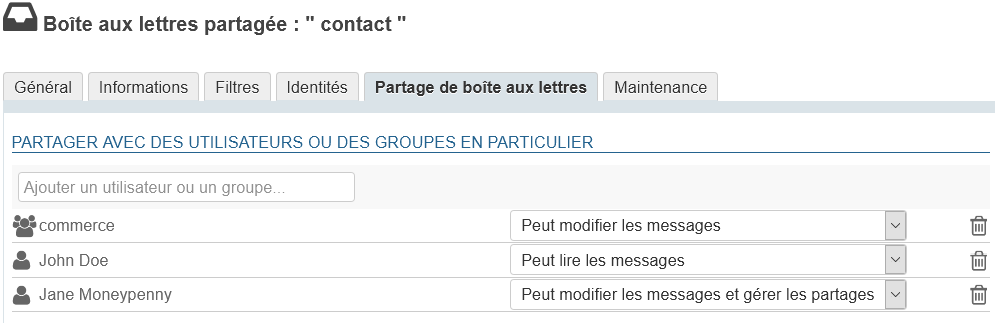 Boîte aux lettres partagée : " contact "
Général Informations Filtres Identités Partage de boîte aux lettres Maintenance
PARTAGER AVEC DES UTILISATEURS OU DES GROUPES EN PARTICULIER
Ajouter un utilisateur ou un groupe...
commerce Peut modifier les messages
John Doe Peut lire les messages
Jane Moneypenny Peut modifier les messages et gérer les partages